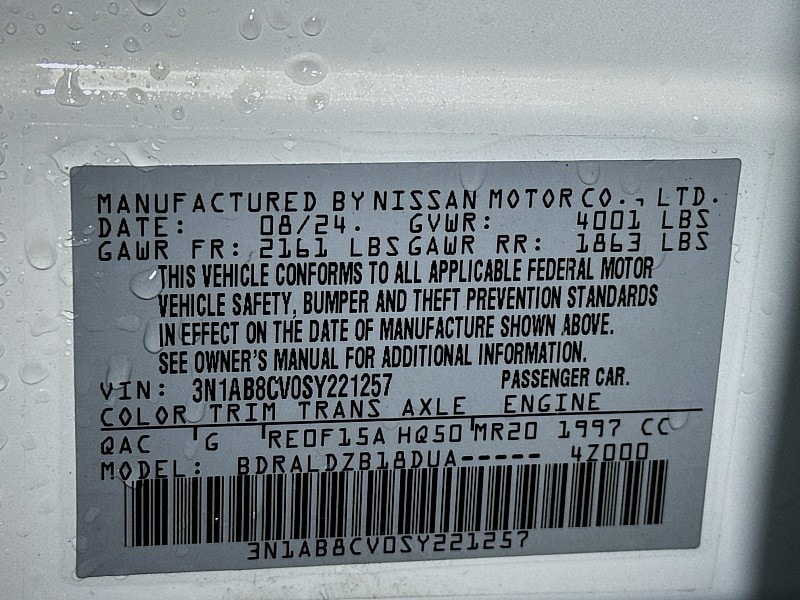 MANUFACTURED BY NISSAN MOTOR CO., LTD.
DATE: 08/24. GVWR: 4001 LBS
GAWR FR: 2161 LBS GAWR RR: 1863 LBS
THIS VEHICLE CONFORMS TO ALL APPLICABLE FEDERAL MOTOR
VEHICLE SAFETY, BUMPER AND THEFT PREVENTION STANDARDS
IN EFFECT ON THE DATE OF MANUFACTURE SHOWN ABOVE.
SEE OWNER'S MANUAL FOR ADDITIONAL INFORMATION.
VIN: 3N1AB8CV0SY221257 PASSENGER CAR.
COLOR TRIM TRANS AXLE ENGINE
QAC G RE0F15A HQ50 MR20 1997 CC
MODEL: BDRALDZB18DUA----- 4Z000
3N1AB8CV0SY221257